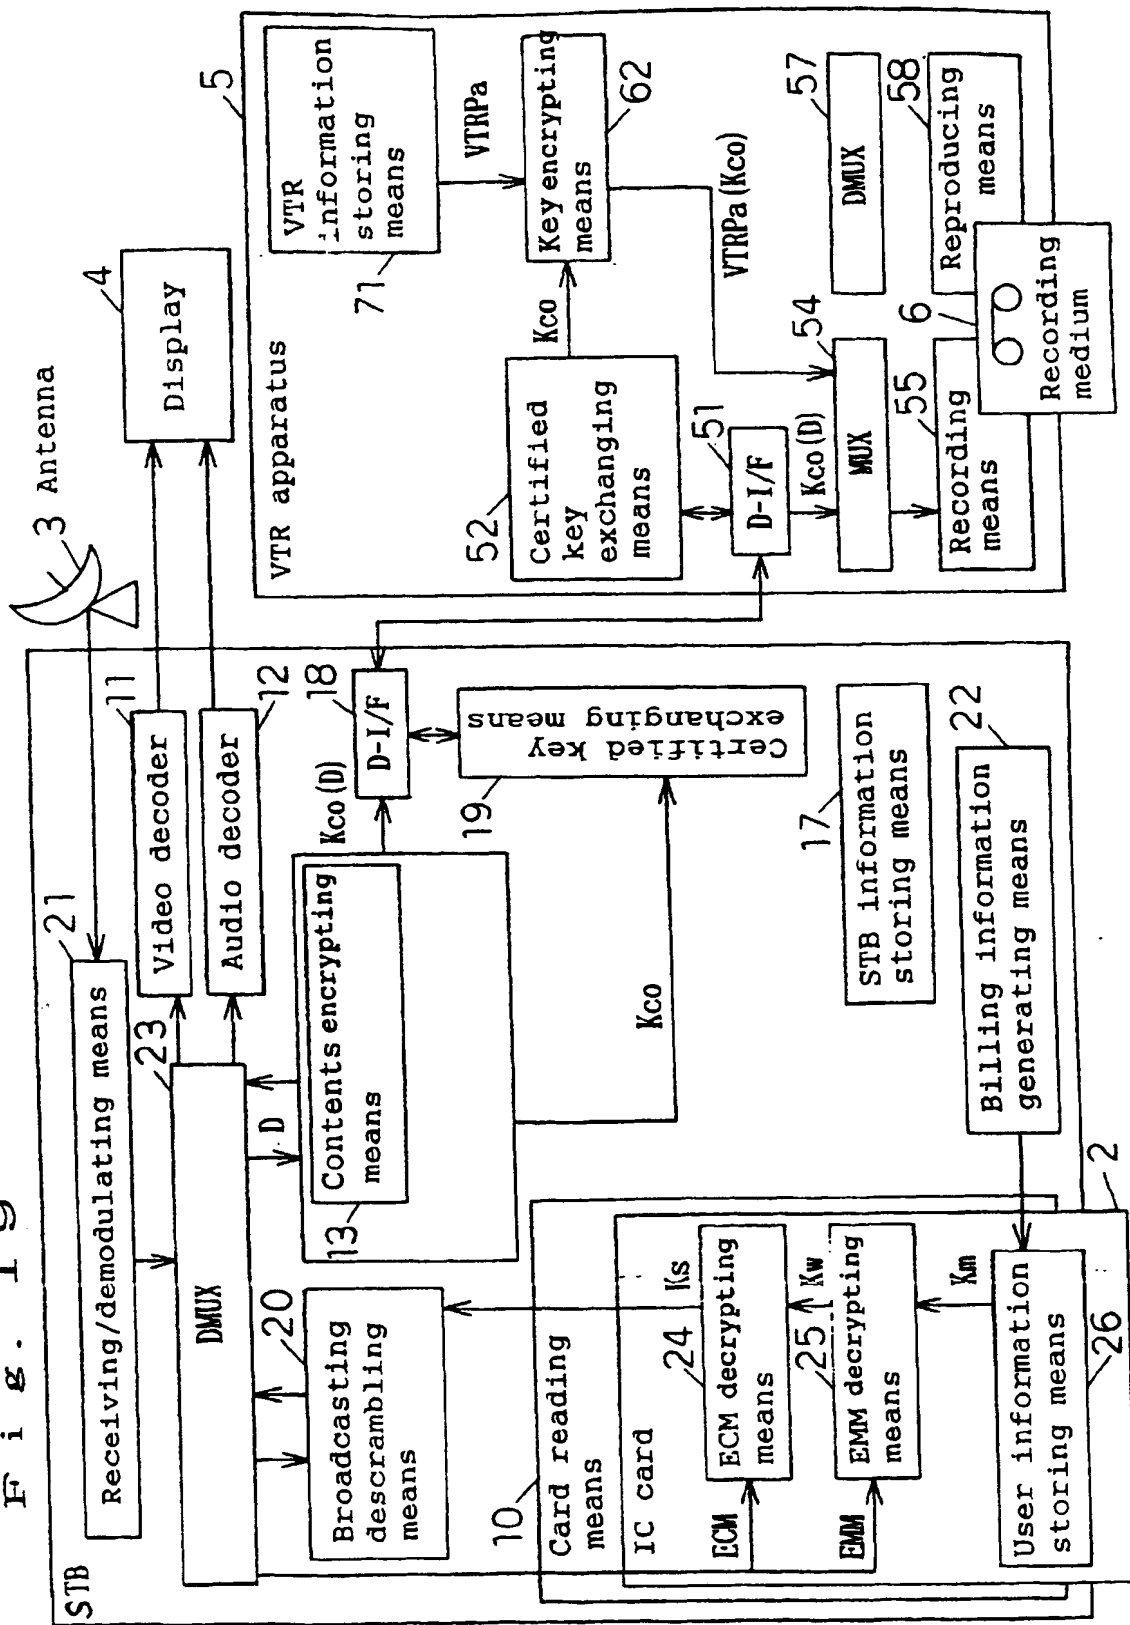 Fig. 19
STB
21
Receiving/demodulating means
3
Antenna
4
Display
11
Video decoder
12
Audio decoder
23
DMUX
D
13
Contents encrypting
means
Kco(D)
18
D-I/F
19
Certified key
exchanging means
Kco
20
Broadcasting
descrambling
means
17
STB information
storing means
22
Billing information
generating means
10
Card reading
means
2
IC card
Ks
24
ECM decrypting
means
ECM
Kw
25
EMM decrypting
means
EMM
Km
User information
storing means
26
5
VTR apparatus
VTR
information
storing
means
71
VTRPa
Key encrypting
means
62
Kco
52
Certified
key
exchanging
means
VTRPa(Kco)
51
D-I/F
Kco(D)
54
MUX
57
DMUX
55
Recording
means
58
Reproducing
means
6
Recording
medium